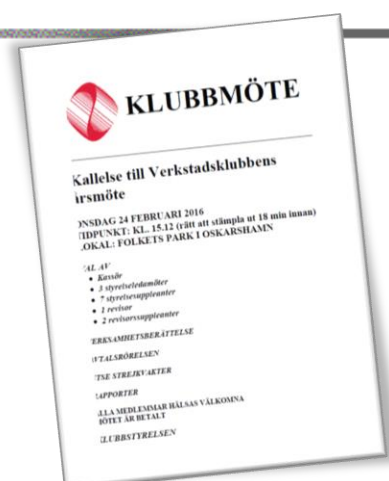 KLUBBMÖTE
Kallelse till Verkstadsklubbens
årsmöte
ONSDAG 24 FEBRUARI 2016
TIDPUNKT: KL. 15.12 (rätt att stämpla ut 18 min innan)
LOKAL: FOLKETS PARK I OSKARSHAMN
VAL AV
• Kassör
• 3 styrelseledamöter
• 7 styrelsesuppleanter
• 1 revisor
• 2 revisorssuppleanter
VERKSAMHETSBERÄTTELSE
AVTALSRÖRELSEN
UTSE STREJKVAKTER
RAPPORTER
ALLA MEDLEMMAR HÄLSAS VÄLKOMNA
MÖTET ÄR BETALT
KLUBBSTYRELSEN